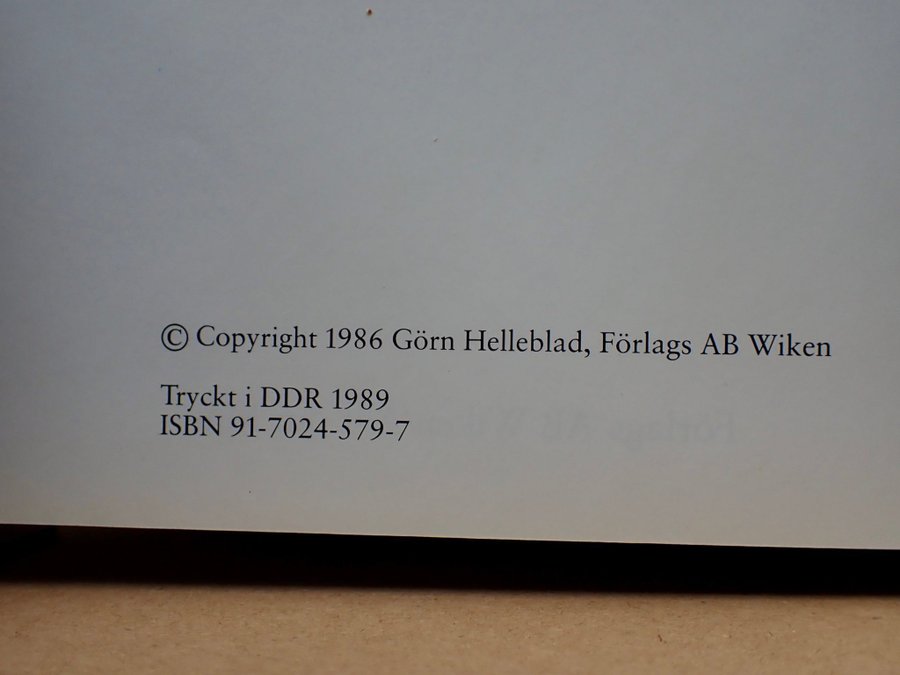 © Copyright 1986 Görn Helleblad, Förlags AB Wiken
Tryckt i DDR 1989
ISBN 91-7024-579-7